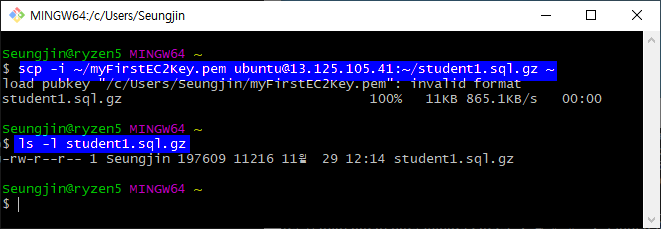 MINGW64:/c/Users/Seungjin
Seungjin@ryzen5 MINGW64 ~
$ scp -i ~/myFirstEC2Key.pem ubuntu@13.125.105.41:~/student1.sql.gz ~
load pubkey "/c/Users/Seungjin/myFirstEC2Key.pem": invalid format
student1.sql.gz 100% 11KB 865.1KB/s 00:00
Seungjin@ryzen5 MINGW64 ~
$ ls -l student1.sql.gz
-rw-r--r-- 1 Seungjin 197609 11216 11월 29 12:14 student1.sql.gz
Seungjin@ryzen5 MINGW64 ~
$